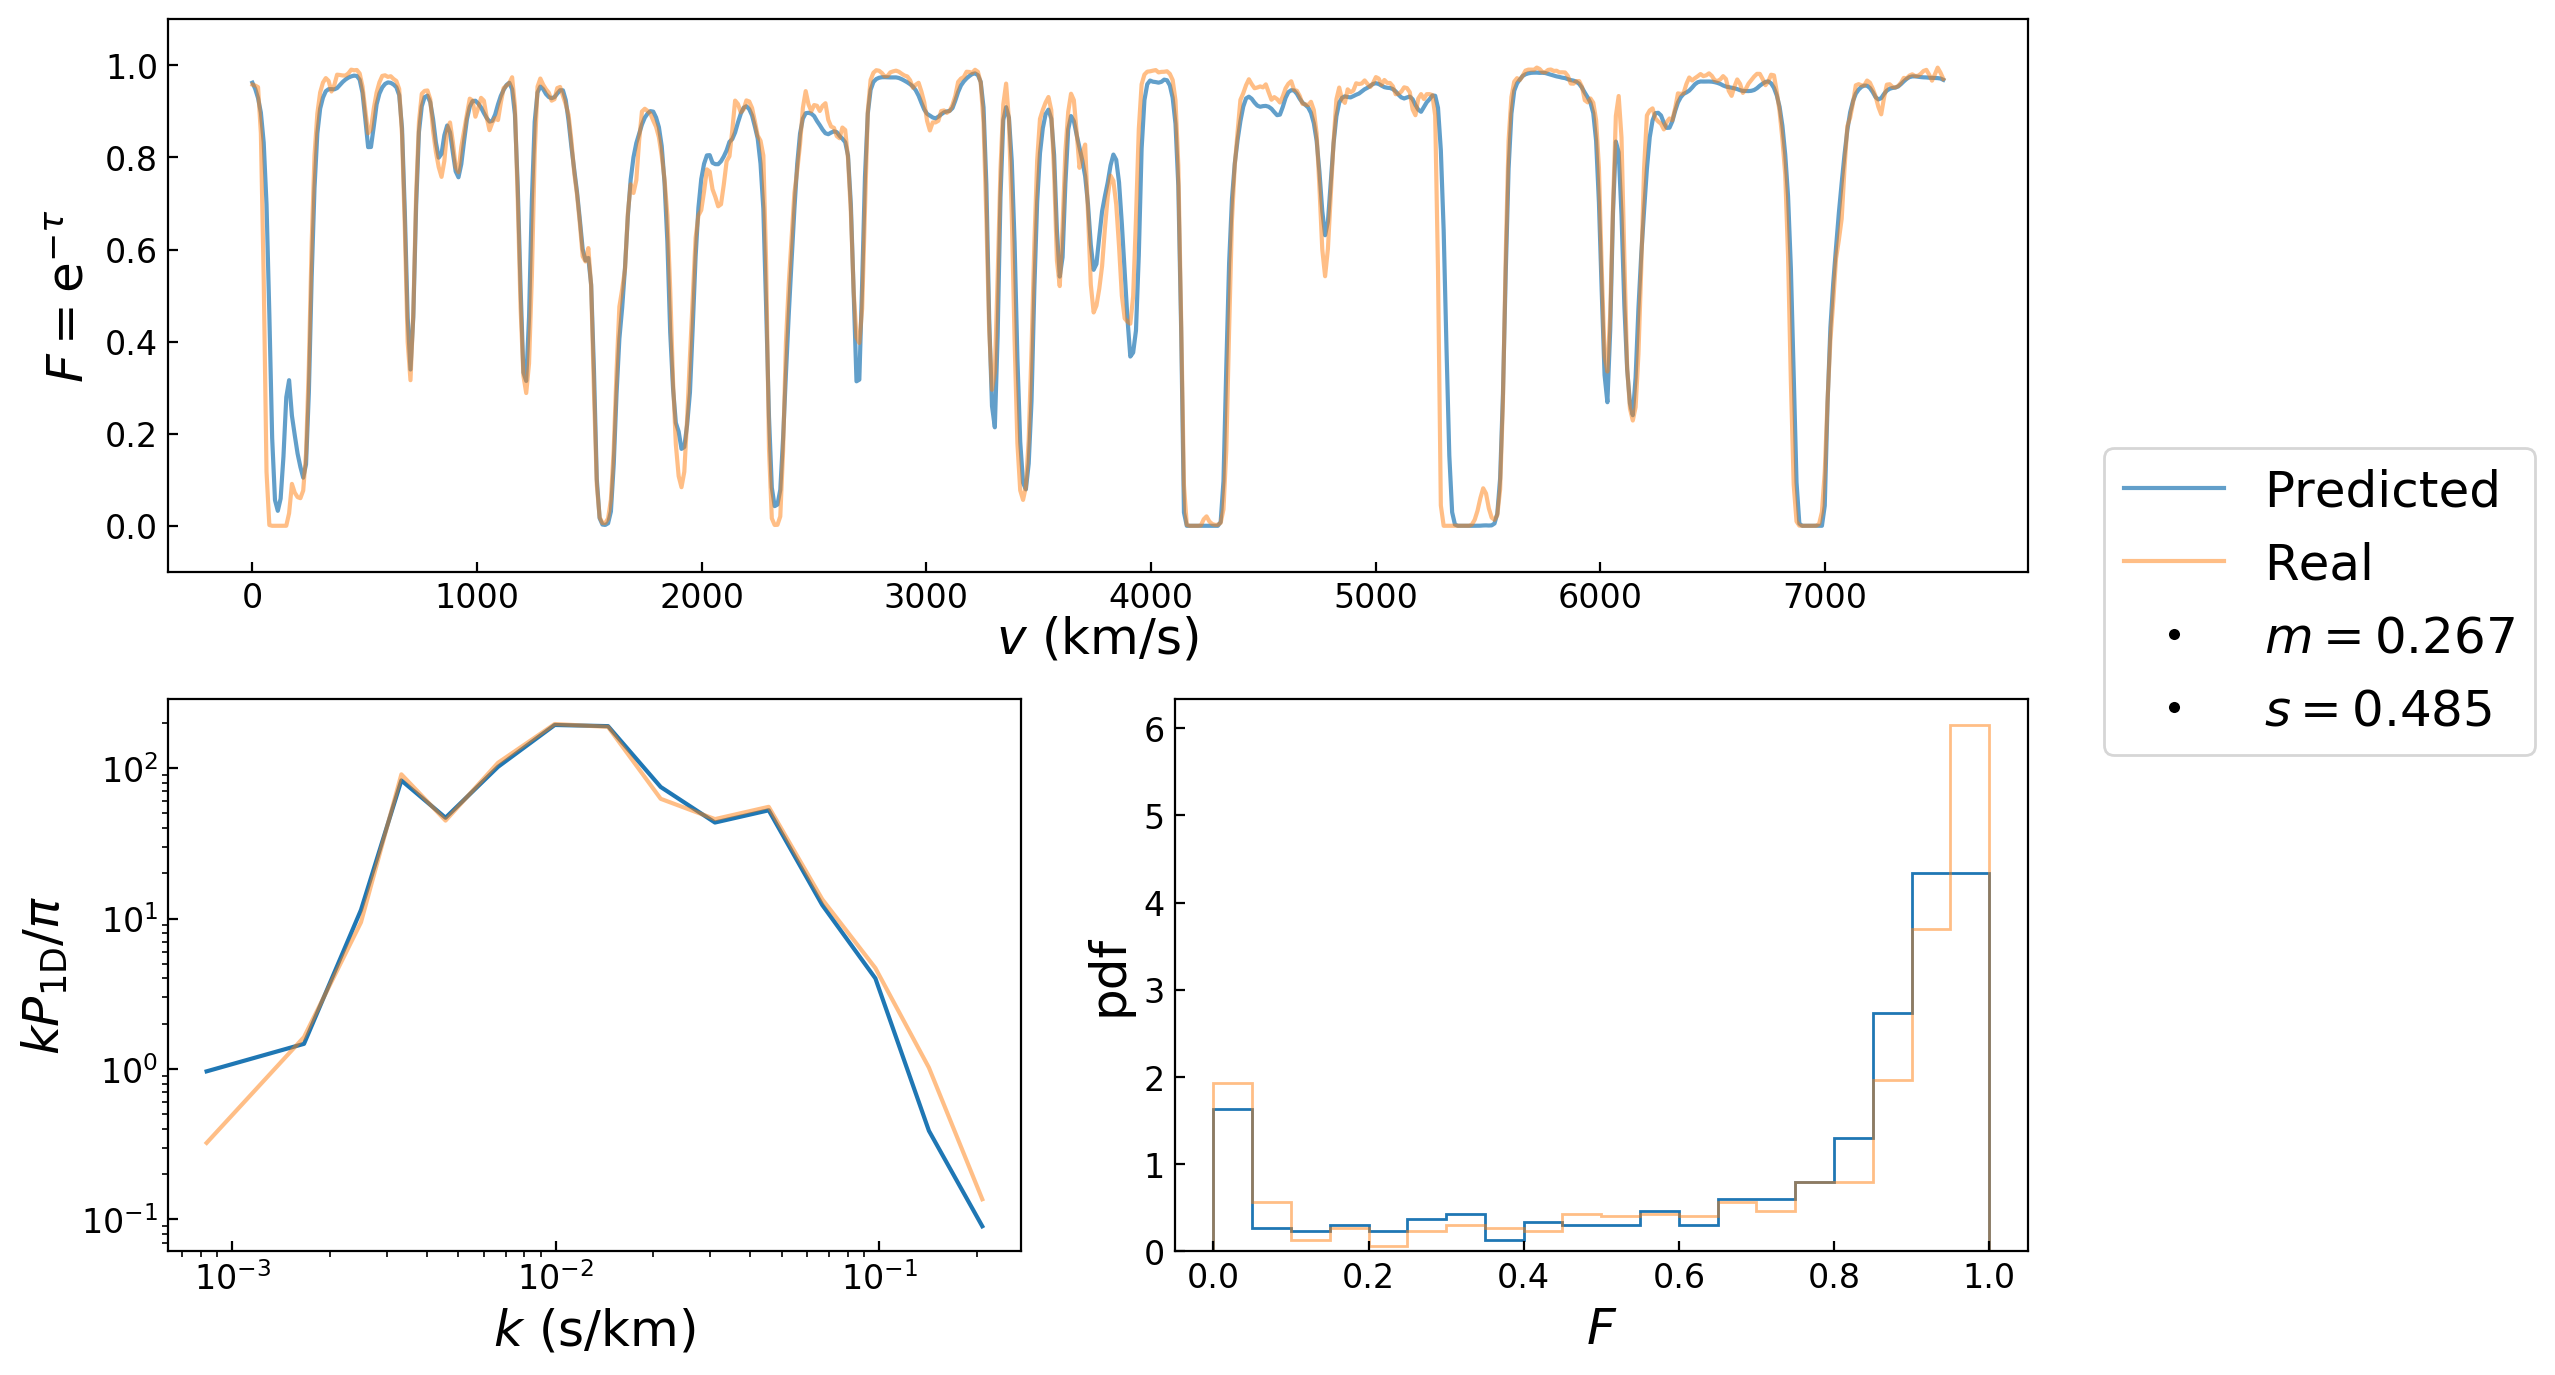 1.0
0.8
0.6
0.4
0.2
0.0
F = e^{−τ}
0 1000 2000 3000 4000 5000 6000 7000
v (km/s)
Predicted
Real
m = 0.267
s = 0.485
10^2
10^1
10^0
10^{−1}
kP_{1D}/π
10^{−3} 10^{−2} 10^{−1}
k (s/km)
6
5
4
3
2
1
0
pdf
0.0 0.2 0.4 0.6 0.8 1.0
F